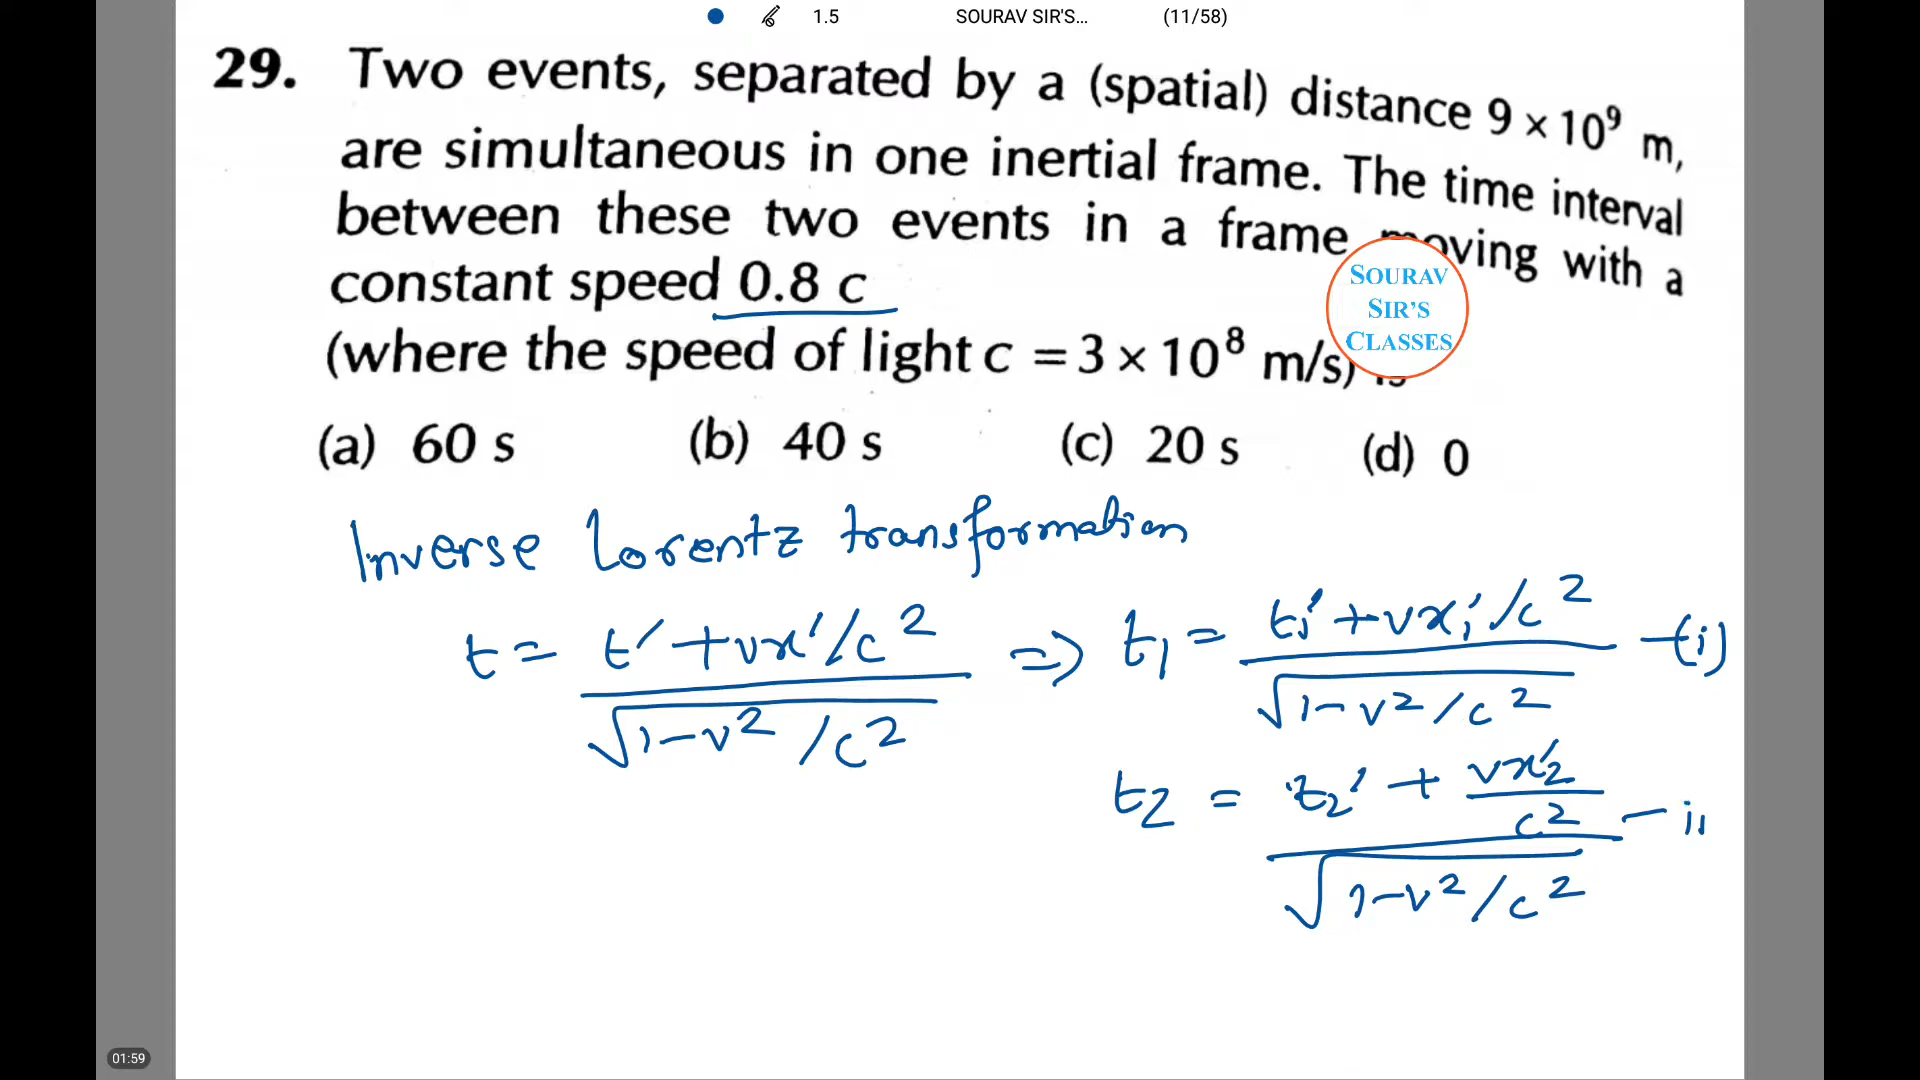 1.5 SOURAV SIR'S... (11/58)
29. Two events, separated by a (spatial) distance 9 × 10⁹ m,
are simultaneous in one inertial frame. The time interval
between these two events in a frame moving with a
constant speed 0.8 c
(where the speed of light c = 3 × 10⁸ m/s) is
SOURAV
SIR'S
CLASSES
(a) 60 s (b) 40 s (c) 20 s (d) 0
Inverse Lorentz transformation
t = t' + vx'/c² / √1-v²/c² => t₁ = t₁' + vx₁'/c² / √1-v²/c² —(i)
t₂ = t₂' + vx₂'/c² / √1-v²/c² — ii
01:59